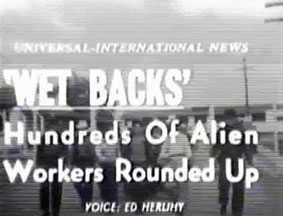 UNIVERSAL-INTERNATIONAL NEWS
'WET BACKS'
Hundreds Of Alien
Workers Rounded Up
VOICE: ED HERLIHY